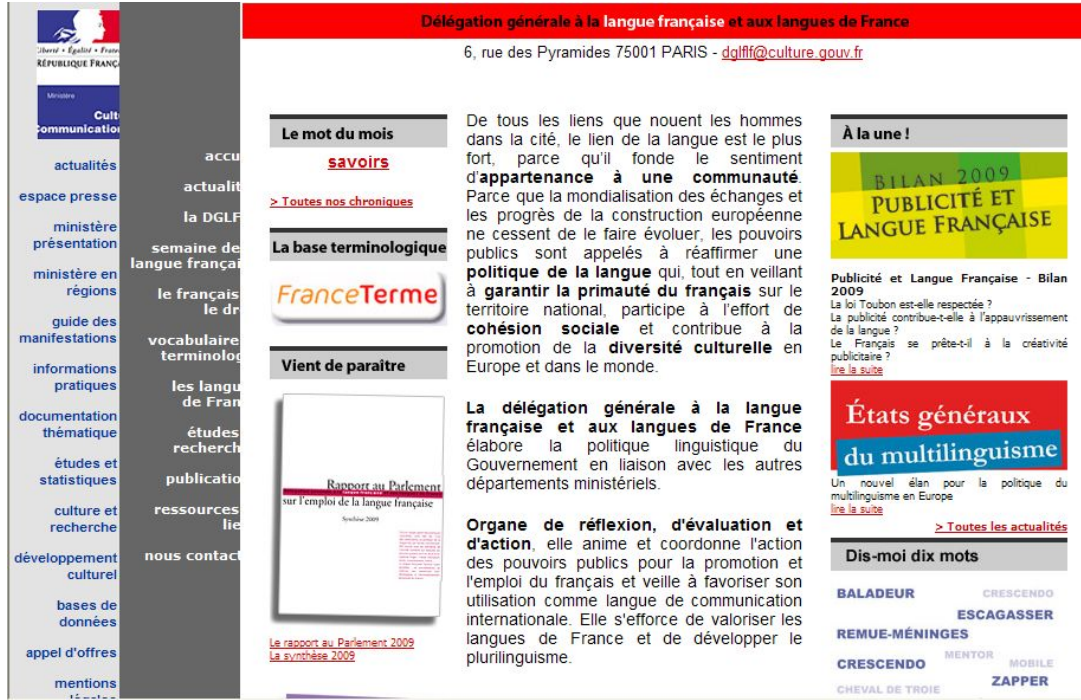 Délégation générale à la langue française et aux langues de France
6, rue des Pyramides 75001 PARIS - dglflf@culture.gouv.fr
Liberté • Égalité •
RÉPUBLIQUE
Ministère
actualités
espace presse
ministère
présentation
ministère en
régions
guide des
manifestations
informations
pratiques
documentation
thématique
études et
statistiques
culture et
recherche
développement
culturel
bases de
données
appel d'offres
mentions
accu
actualit
la DGLF
semaine de
langue françai
le français
le dr
vocabulaire
terminolog
les langu
de Fran
études
recherch
publicatio
ressources
lie
nous contact
Le mot du mois
savoirs
> Toutes nos chroniques
La base terminologique
FranceTerme
Vient de paraître
Rapport au Parlement
sur l'emploi de la langue française
Synthèse 2009
Le rapport au Parlement 2009
La synthèse 2009
De tous les liens que nouent les hommes
dans la cité, le lien de la langue est le plus
fort, parce qu'il fonde le sentiment
d'appartenance à une communauté.
Parce que la mondialisation des échanges et
les progrès de la construction européenne
ne cessent de le faire évoluer, les pouvoirs
publics sont appelés à réaffirmer une
politique de la langue qui, tout en veillant
à garantir la primauté du français sur le
territoire national, participe à l'effort de
cohésion sociale et contribue à la
promotion de la diversité culturelle en
Europe et dans le monde.
La délégation générale à la langue
française et aux langues de France
élabore la politique linguistique du
Gouvernement en liaison avec les autres
départements ministériels.
Organe de réflexion, d'évaluation et
d'action, elle anime et coordonne l'action
des pouvoirs publics pour la promotion et
l'emploi du français et veille à favoriser son
utilisation comme langue de communication
internationale. Elle s'efforce de valoriser les
langues de France et de développer le
plurilinguisme.
À la une !
BILAN 2009
PUBLICITÉ ET
LANGUE FRANÇAISE
Publicité et Langue Française - Bilan
2009
La loi Toubon est-elle respectée ?
La publicité contribue-t-elle à l'appauvrissement
de la langue ?
Le Français se prête-t-il à la créativité
publicitaire ?
lire la suite
États généraux
du multilinguisme
Un nouvel élan pour la politique du
multilinguisme en Europe
lire la suite
> Toutes les actualités
Dis-moi dix mots
BALADEUR CRESCENDO
ESCAGASSER
REMUE-MÉNINGES
MENTOR MOBILE
CRESCENDO
ZAPPER
CHEVAL DE TROIE